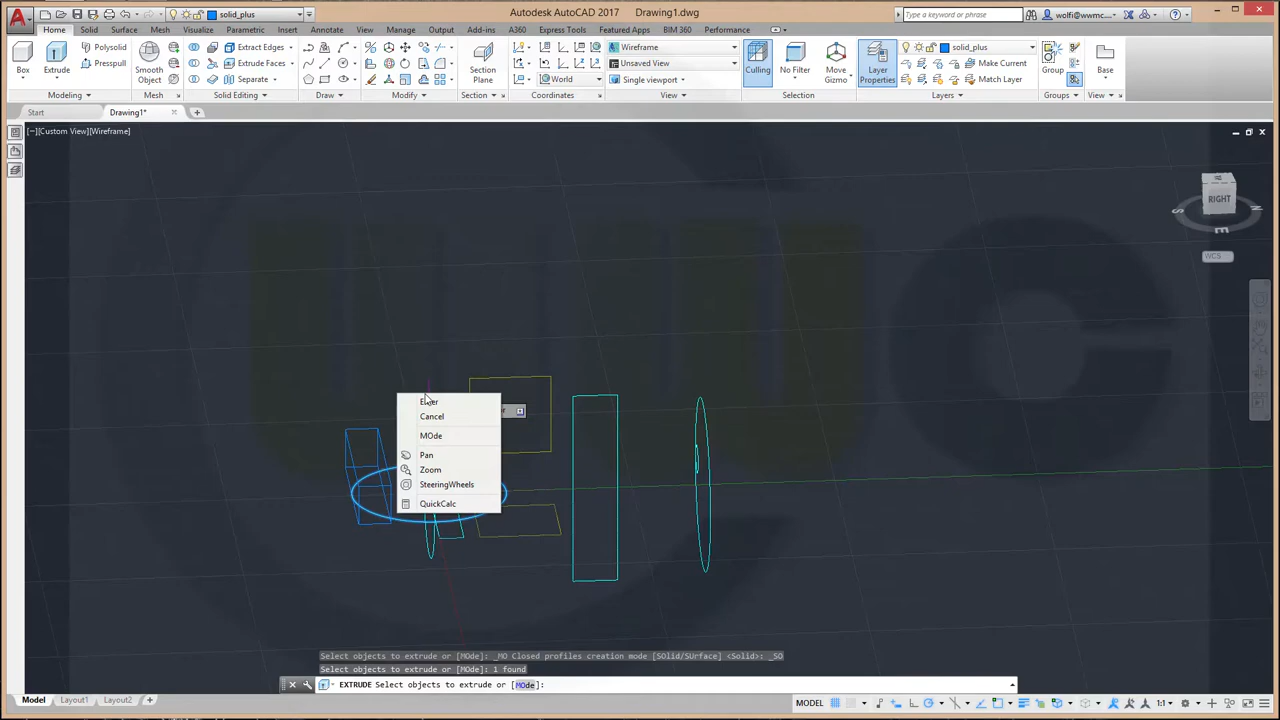 solid_plus
Autodesk AutoCAD 2017 Drawing1.dwg
Type a keyword or phrase
wolfi@wwmc...
Home Solid Surface Mesh Visualize Parametric Insert Annotate View Manage Output Add-ins A360 Express Tools Featured Apps BIM 360 Performance
Box
Extrude
Polysolid
Presspull
Modeling
Smooth Object
Mesh
Extract Edges
Extrude Faces
Separate
Solid Editing
Draw
Modify
Section Plane
Section
World
Coordinates
Wireframe
Unsaved View
Single viewport
View
Culling
No Filter
Move Gizmo
Selection
Layer Properties
solid_plus
Make Current
Match Layer
Layers
Group
Groups
Base
View
Start Drawing1*
[−][Custom View][Wireframe]
RIGHT
S
E
N
WCS
Enter
Cancel
MOde
Pan
Zoom
SteeringWheels
QuickCalc
Select objects to extrude or [MOde]: _MO Closed profiles creation mode [SOlid/SUrface] <Solid>: _SO
Select objects to extrude or [MOde]: 1 found
EXTRUDE Select objects to extrude or [MOde]:
Model Layout1 Layout2
MODEL
1:1